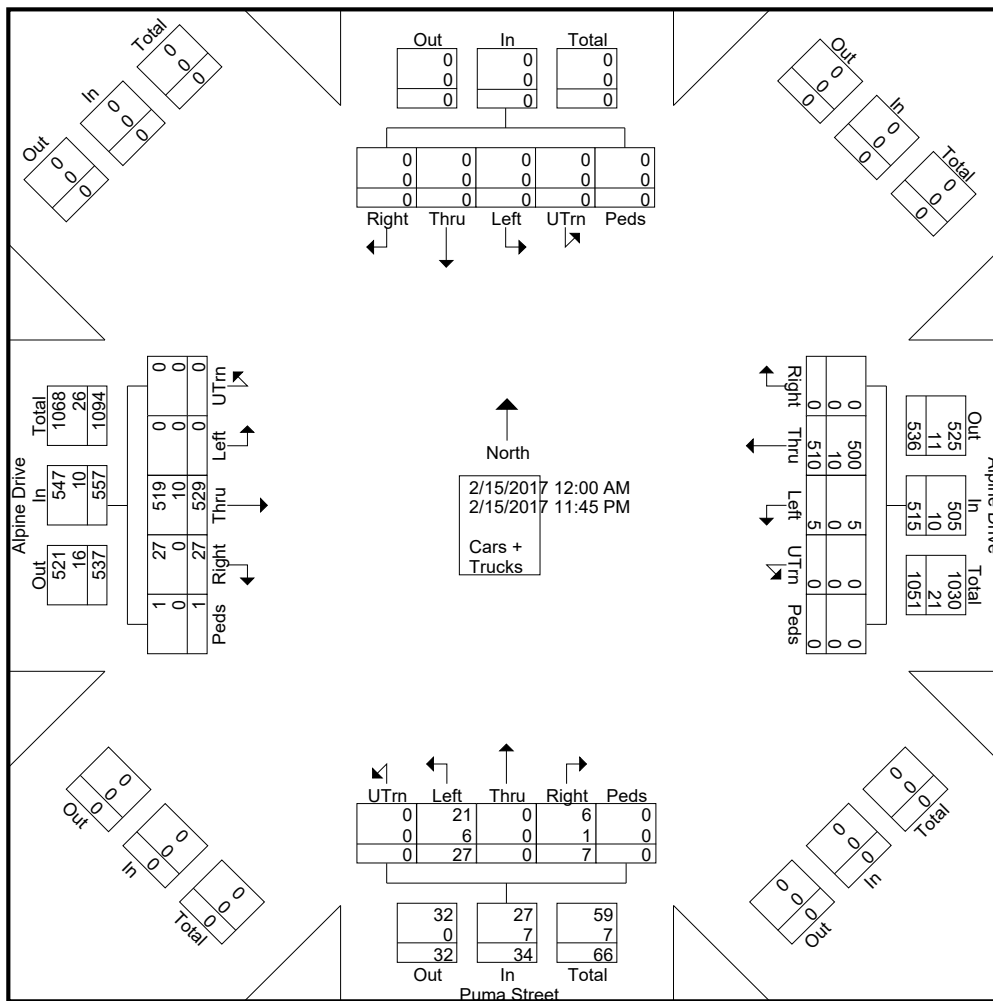 Out In Total
0 0 0
0 0 0
0 0 0
0 0 0 0 0
0 0 0 0 0
0 0 0 0 0
Right Thru Left UTrn Peds
Total
0
0
0
In
0
0
0
Out
0
0
0
Out
0
0
0
In
0
0
0
Total
0
0
0
Alpine Drive
Total
1068
26
1094
In
547
10
557
Out
521
16
537
0 0 519 27 1
0 0 10 0 0
0 0 529 27 1
UTrn Left Thru Right Peds
North
2/15/2017 12:00 AM
2/15/2017 11:45 PM
Cars +
Trucks
Right Thru Left UTrn Peds
0 500 5 0 0
0 10 0 0 0
0 510 5 0 0
Out
525
11
536
In
505
10
515
Total
1030
21
1051
Alpine Drive
Out
0
0
0
In
0
0
0
Total
0
0
0
UTrn Left Thru Right Peds
0 21 0 6 0
0 6 0 1 0
0 27 0 7 0
32 27 59
0 7 7
32 34 66
Out In Total
Puma Street
Total
0
0
0
In
0
0
0
Out
0
0
0